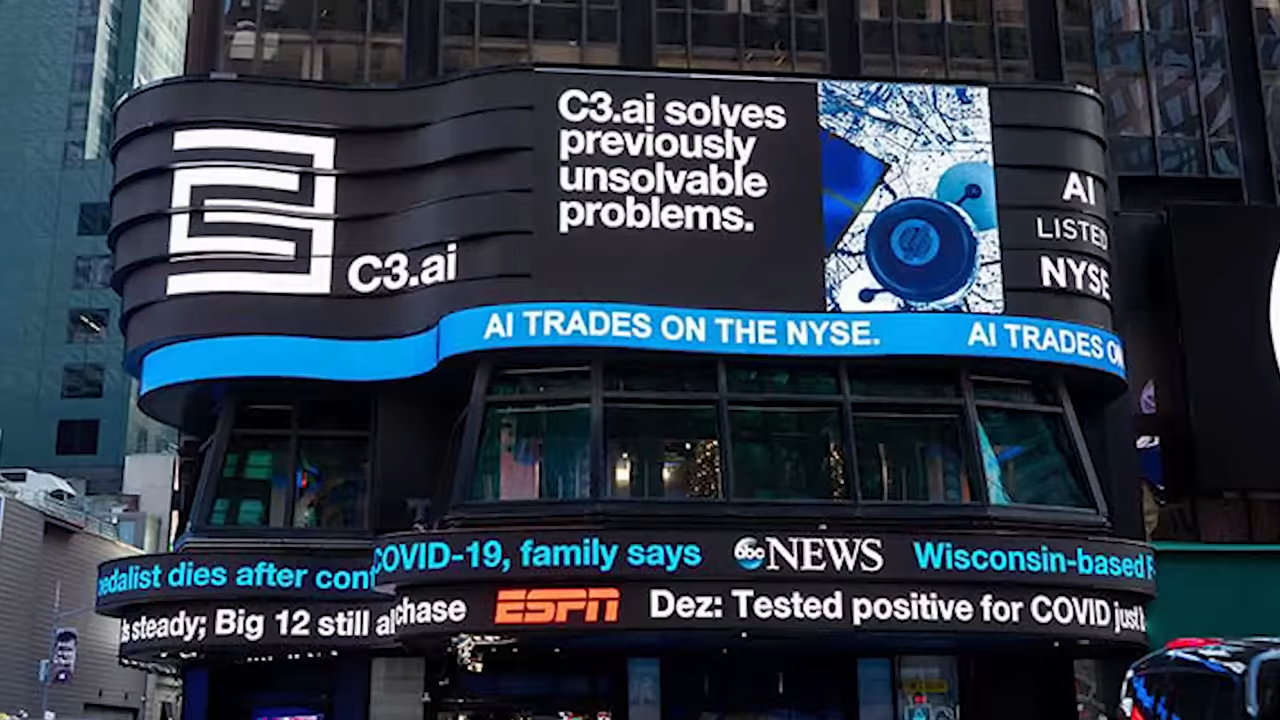 C3.ai
C3.ai solves
previously
unsolvable
problems.
AI
LISTED
NYSE
AI TRADES ON THE NYSE. AI TRADES ON
dies after COVID-19, family says abc NEWS Wisconsin-based
steady; Big 12 still chase ESPN Dez: Tested positive for COVID just